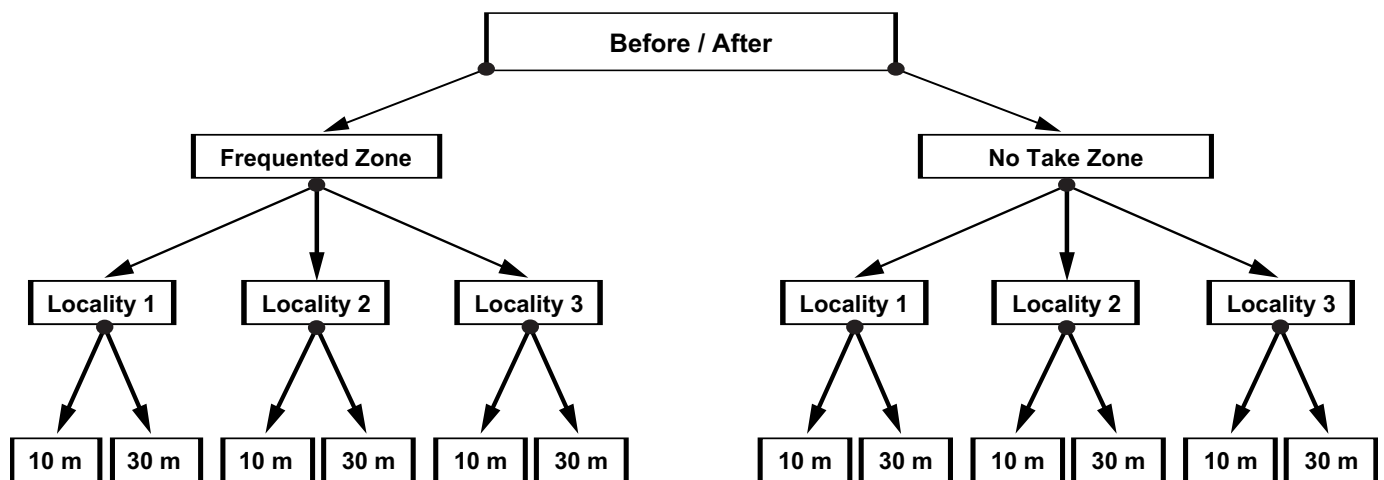 Before / After
Frequented Zone
No Take Zone
Locality 1
Locality 2
Locality 3
Locality 1
Locality 2
Locality 3
10 m
30 m
10 m
30 m
10 m
30 m
10 m
30 m
10 m
30 m
10 m
30 m